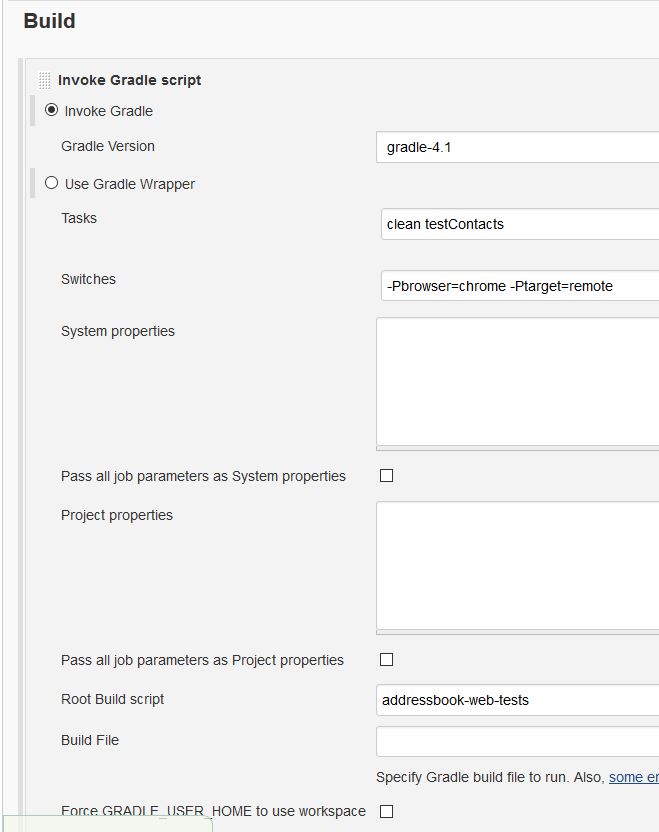 Build
Invoke Gradle script
Invoke Gradle
Gradle Version
gradle-4.1
Use Gradle Wrapper
Tasks
clean testContacts
Switches
-Pbrowser=chrome -Ptarget=remote
System properties
Pass all job parameters as System properties
Project properties
Pass all job parameters as Project properties
Root Build script
addressbook-web-tests
Build File
Specify Gradle build file to run. Also, some
Force GRADLE_USER_HOME to use workspace